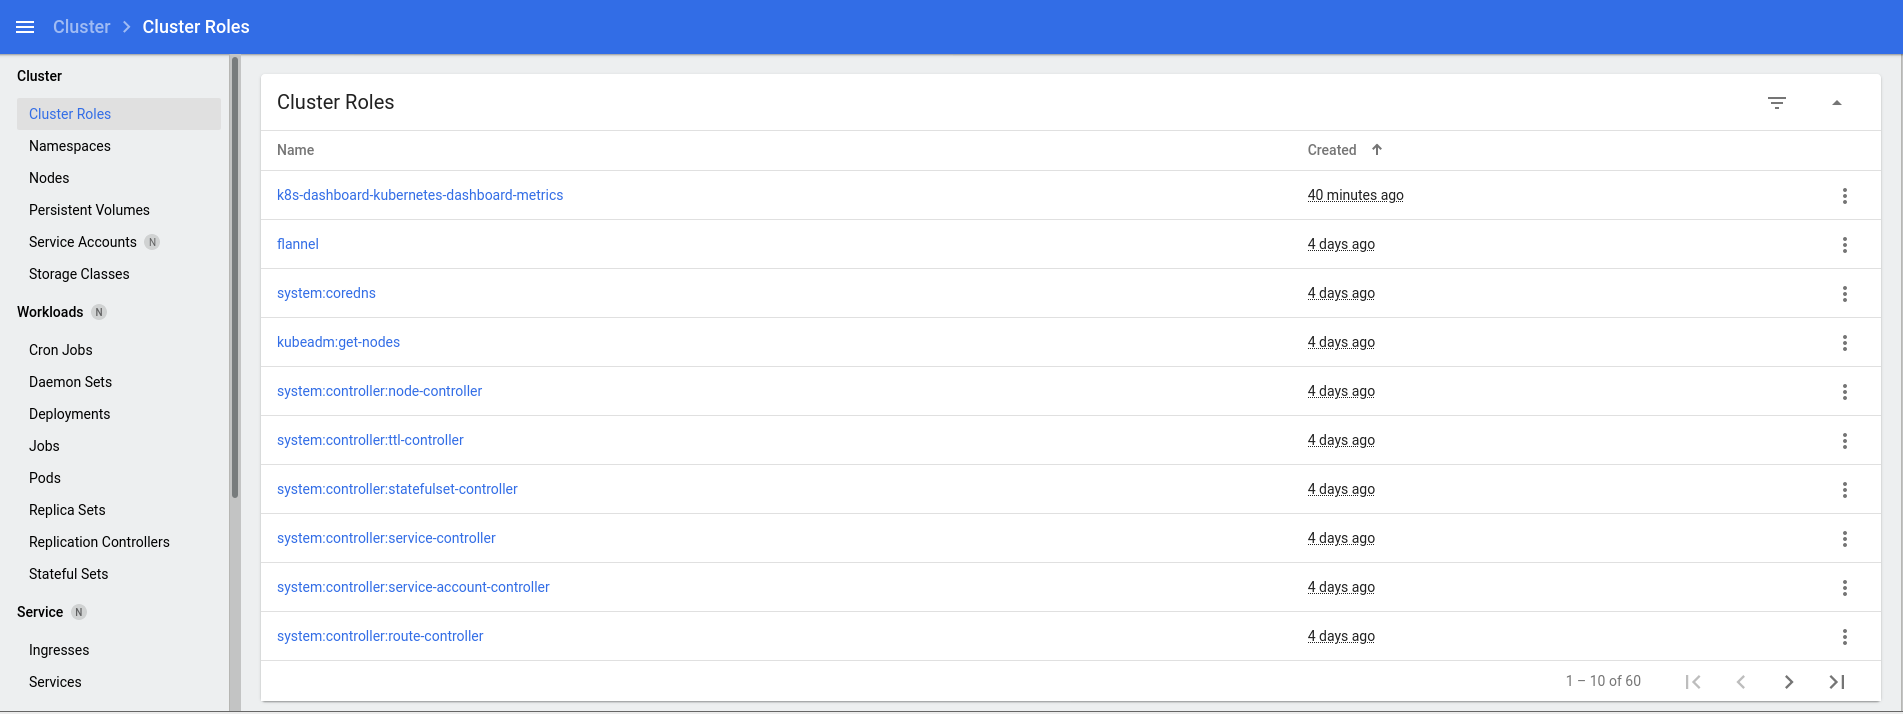 Cluster > Cluster Roles
Cluster
Cluster Roles
Namespaces
Nodes
Persistent Volumes
Service Accounts N
Storage Classes
Workloads N
Cron Jobs
Daemon Sets
Deployments
Jobs
Pods
Replica Sets
Replication Controllers
Stateful Sets
Service N
Ingresses
Services
Cluster Roles
Name Created
k8s-dashboard-kubernetes-dashboard-metrics 40 minutes ago
flannel 4 days ago
system:coredns 4 days ago
kubeadm:get-nodes 4 days ago
system:controller:node-controller 4 days ago
system:controller:ttl-controller 4 days ago
system:controller:statefulset-controller 4 days ago
system:controller:service-controller 4 days ago
system:controller:service-account-controller 4 days ago
system:controller:route-controller 4 days ago
1 – 10 of 60